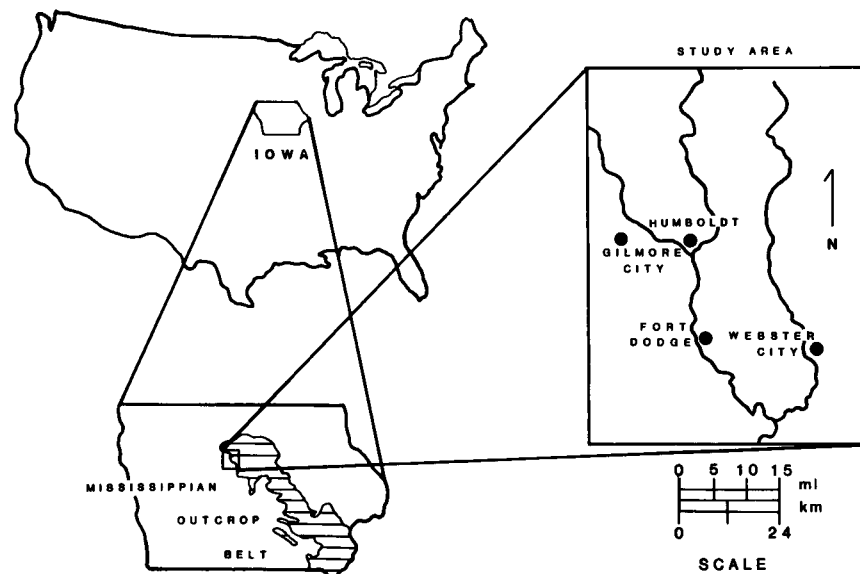 STUDY AREA
IOWA
HUMBOLDT
GILMORE
CITY
N
FORT
DODGE
WEBSTER
CITY
MISSISSIPPIAN
OUTCROP
BELT
0 5 10 15
mi
km
0 24
SCALE